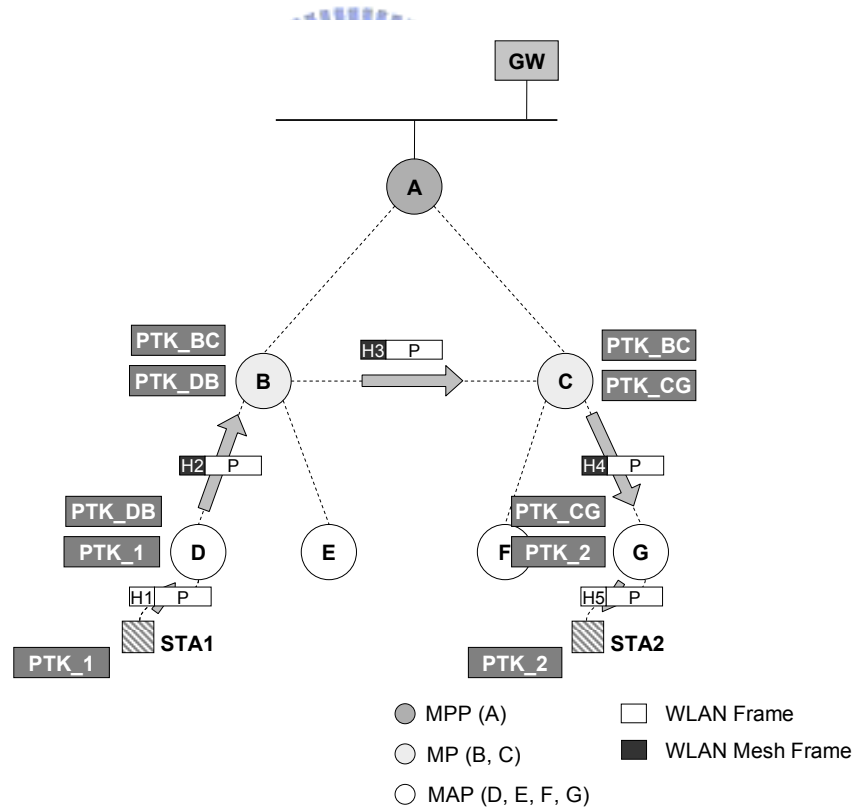 GW
A
PTK_BC
H3 P
PTK_BC
PTK_DB
B
C
PTK_CG
H2 P
H4 P
PTK_DB
PTK_CG
PTK_1
D
E
F
PTK_2
G
H1 P
H5 P
STA1
STA2
PTK_1
PTK_2
MPP (A)
WLAN Frame
MP (B, C)
WLAN Mesh Frame
MAP (D, E, F, G)